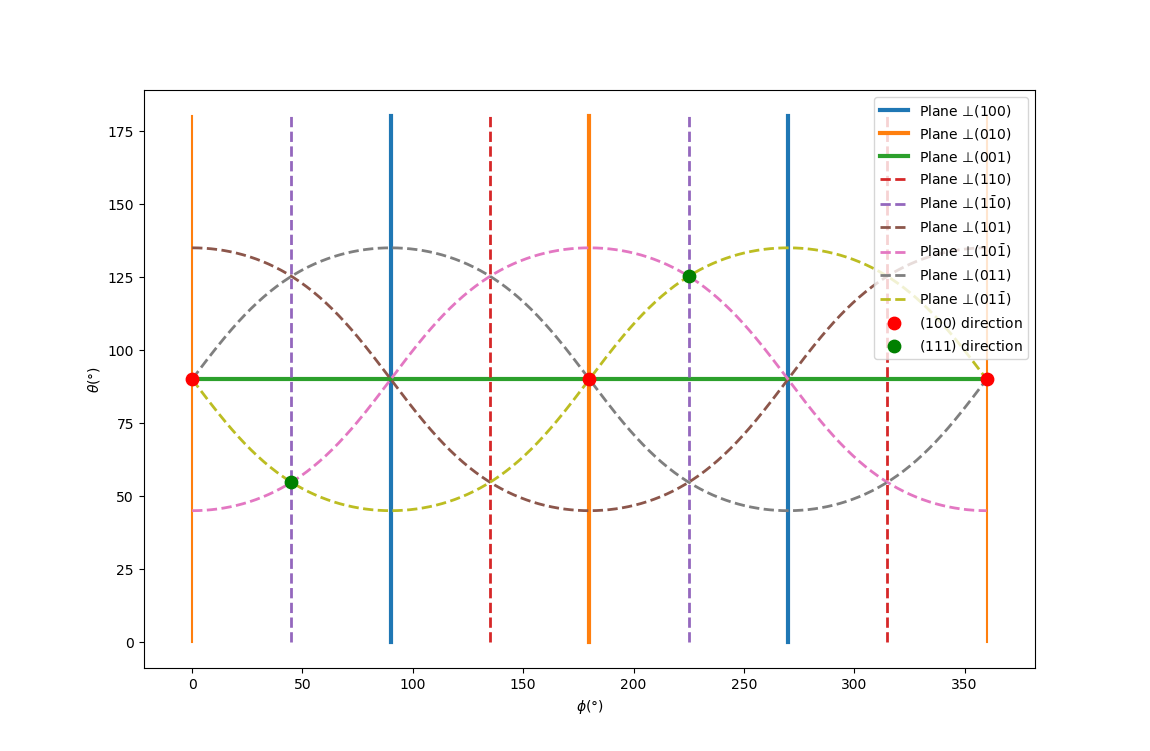 Plane ⊥(100)
Plane ⊥(010)
Plane ⊥(001)
Plane ⊥(110)
Plane ⊥(11̄0)
Plane ⊥(101)
Plane ⊥(101̄)
Plane ⊥(011)
Plane ⊥(011̄)
(100) direction
(111) direction
175
150
125
100
75
50
25
0
θ(°)
0 50 100 150 200 250 300 350
ϕ(°)